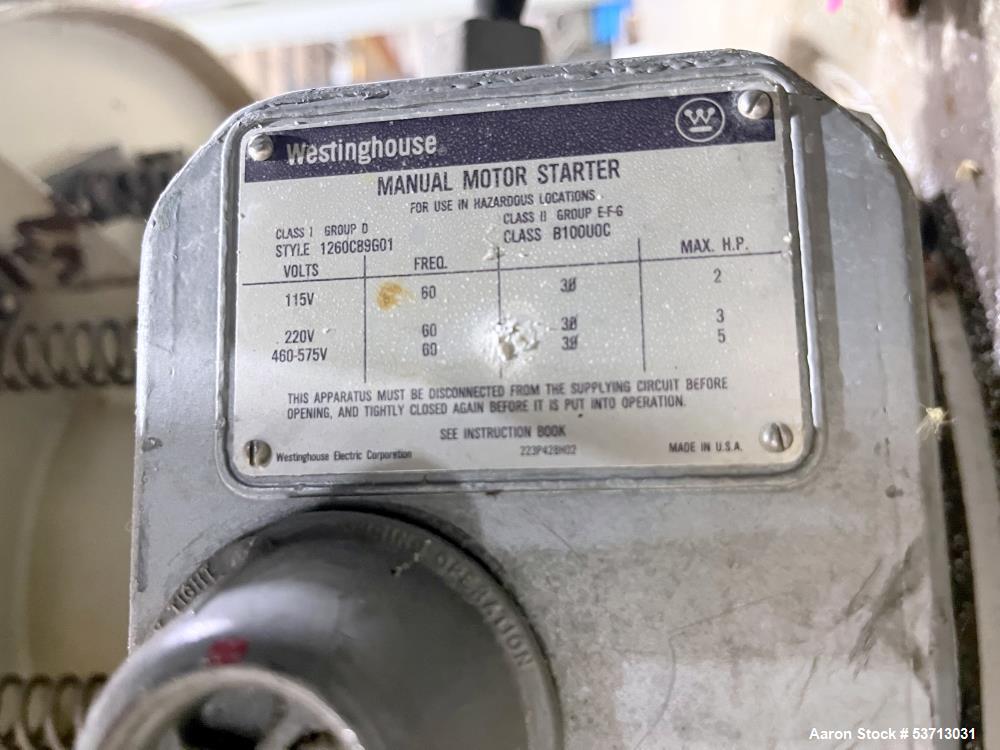 Westinghouse
MANUAL MOTOR STARTER
FOR USE IN HAZARDOUS LOCATIONS.
CLASS I GROUP D CLASS II GROUP E-F-G
STYLE 1260C89G01 CLASS B100U0C
VOLTS FREQ. MAX. H.P.
115V 60 3Ø 2
220V 60 3Ø 3
460-575V 60 3Ø 5
THIS APPARATUS MUST BE DISCONNECTED FROM THE SUPPLYING CIRCUIT BEFORE
OPENING, AND TIGHTLY CLOSED AGAIN BEFORE IT IS PUT INTO OPERATION.
SEE INSTRUCTION BOOK
Westinghouse Electric Corporation 223P428H02 MADE IN U.S.A.
TIGHT OPERATION
Aaron Stock # 53713031